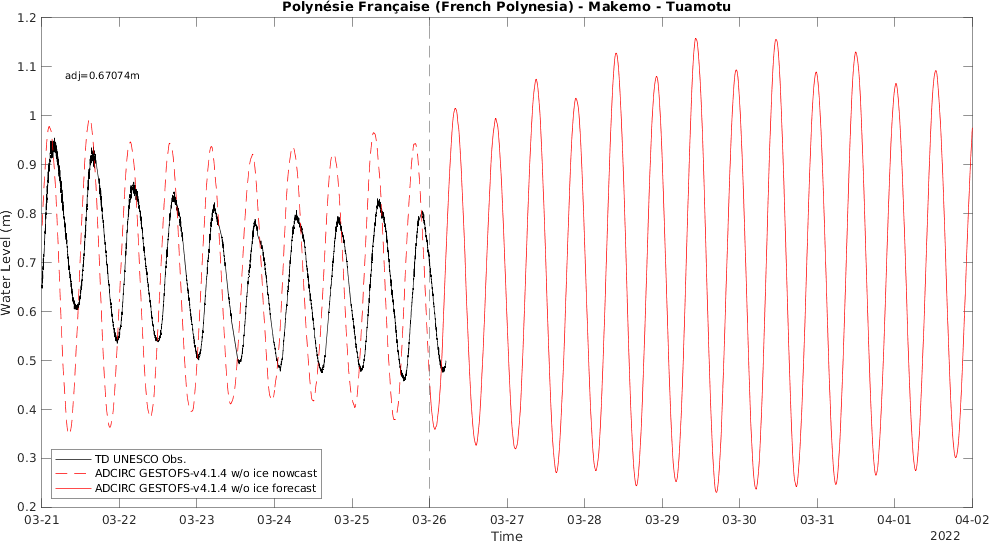 Polynésie Française (French Polynesia) - Makemo - Tuamotu
adj=0.67074m
Water Level (m)
1.2
1.1
1
0.9
0.8
0.7
0.6
0.5
0.4
0.3
0.2
TD UNESCO Obs.
ADCIRC GESTOFS-v4.1.4 w/o ice nowcast
ADCIRC GESTOFS-v4.1.4 w/o ice forecast
03-21 03-22 03-23 03-24 03-25 03-26 03-27 03-28 03-29 03-30 03-31 04-01 04-02
Time
2022